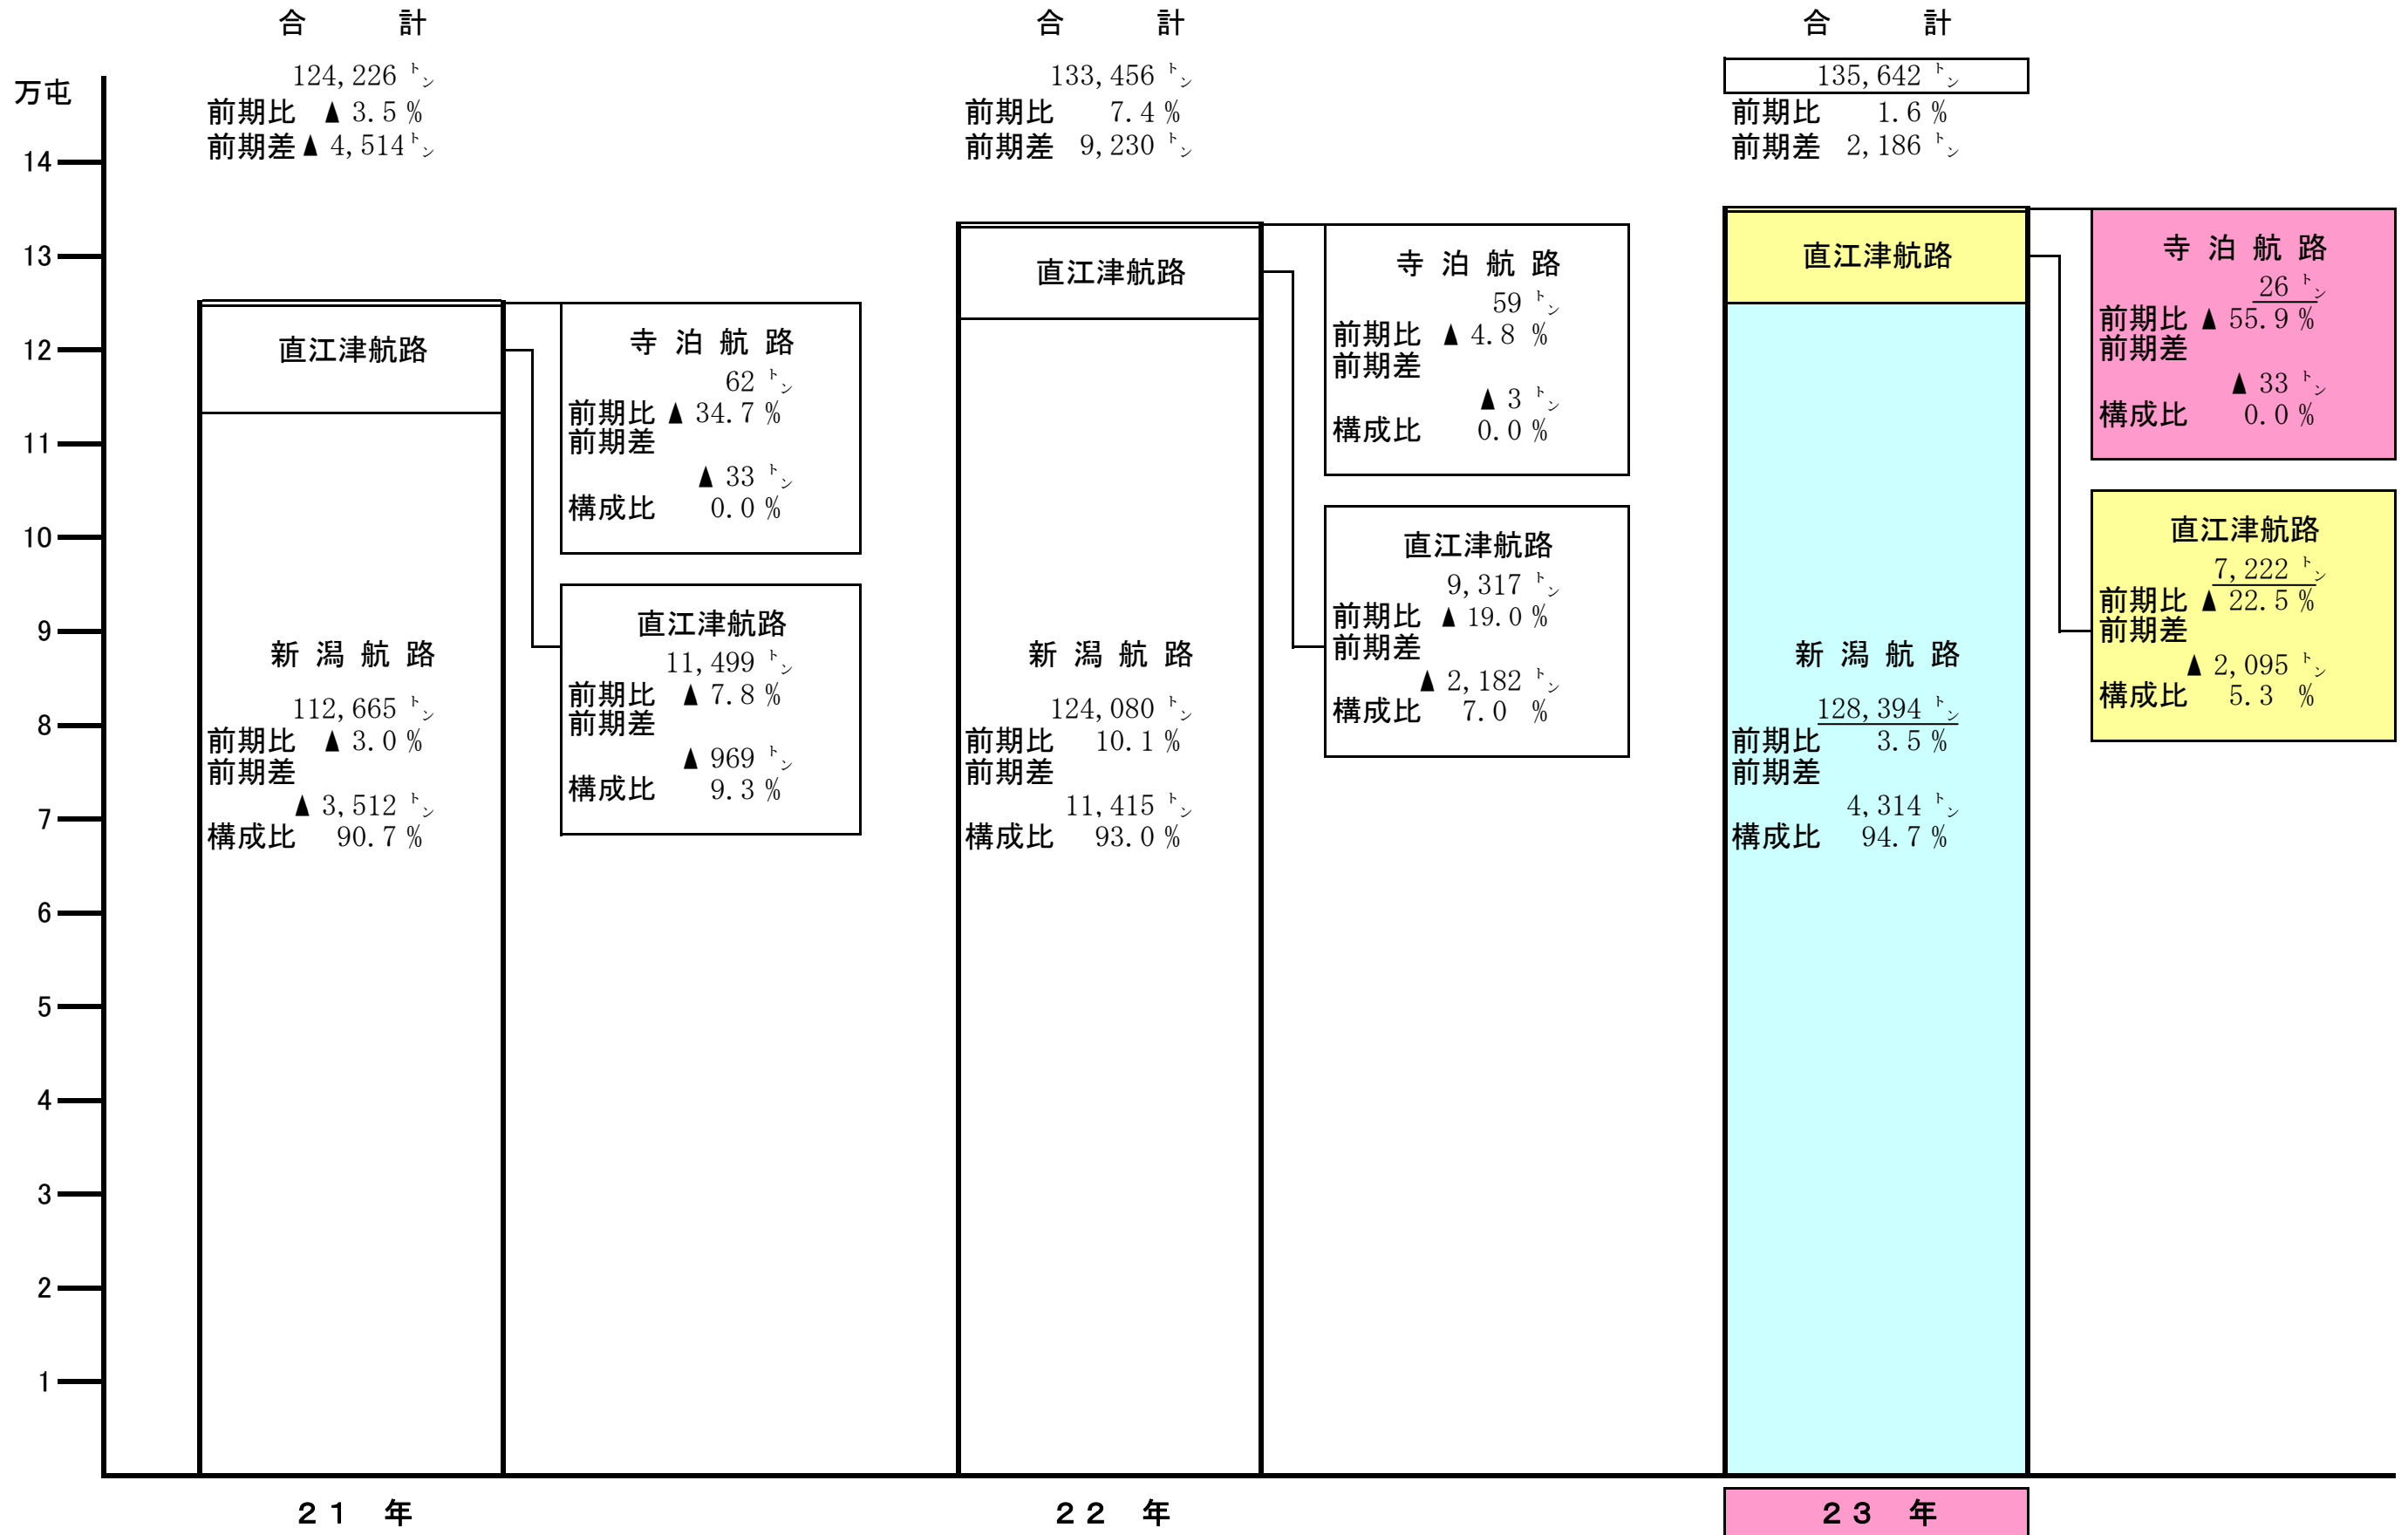 合 計
124,226 トン
前期比 ▲ 3.5 %
前期差 ▲ 4,514 トン
合 計
133,456 トン
前期比 7.4 %
前期差 9,230 トン
合 計
135,642 トン
前期比 1.6 %
前期差 2,186 トン
万屯
14
13
12
11
10
9
8
7
6
5
4
3
2
1
直江津航路
新 潟 航 路
112,665 トン
前期比 ▲ 3.0 %
前期差
▲ 3,512 トン
構成比 90.7 %
寺 泊 航 路
62 トン
前期比 ▲ 34.7 %
前期差
▲ 33 トン
構成比 0.0 %
直江津航路
11,499 トン
前期比 ▲ 7.8 %
前期差
▲ 969 トン
構成比 9.3 %
直江津航路
新 潟 航 路
124,080 トン
前期比 10.1 %
前期差
11,415 トン
構成比 93.0 %
寺 泊 航 路
59 トン
前期比 ▲ 4.8 %
前期差
▲ 3 トン
構成比 0.0 %
直江津航路
9,317 トン
前期比 ▲ 19.0 %
前期差
▲ 2,182 トン
構成比 7.0 %
直江津航路
新 潟 航 路
128,394 トン
前期比 3.5 %
前期差
4,314 トン
構成比 94.7 %
寺 泊 航 路
26 トン
前期比 ▲ 55.9 %
前期差
▲ 33 トン
構成比 0.0 %
直江津航路
7,222 トン
前期比 ▲ 22.5 %
前期差
▲ 2,095 トン
構成比 5.3 %
２１ 年
２２ 年
２３ 年